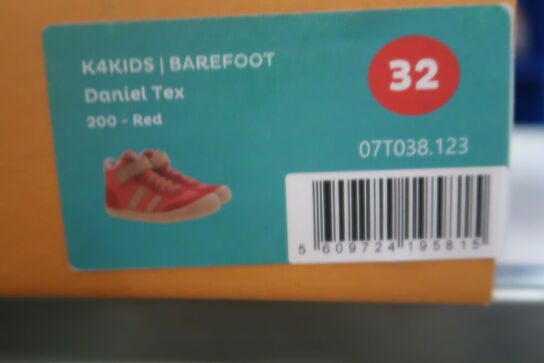 K4KIDS | BAREFOOT
Daniel Tex
200 - Red
32
07T038.123
5 609724 195815